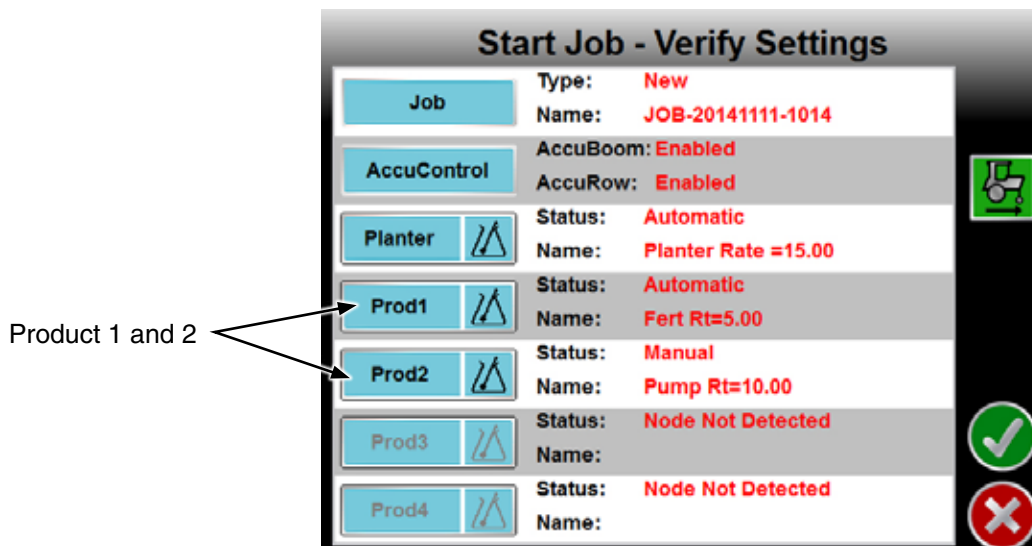 Start Job - Verify Settings
Job
Type: New
Name: JOB-20141111-1014
AccuControl
AccuBoom: Enabled
AccuRow: Enabled
Planter
Status: Automatic
Name: Planter Rate =15.00
Product 1 and 2
Prod1
Status: Automatic
Name: Fert Rt=5.00
Prod2
Status: Manual
Name: Pump Rt=10.00
Prod3
Status: Node Not Detected
Name:
Prod4
Status: Node Not Detected
Name: